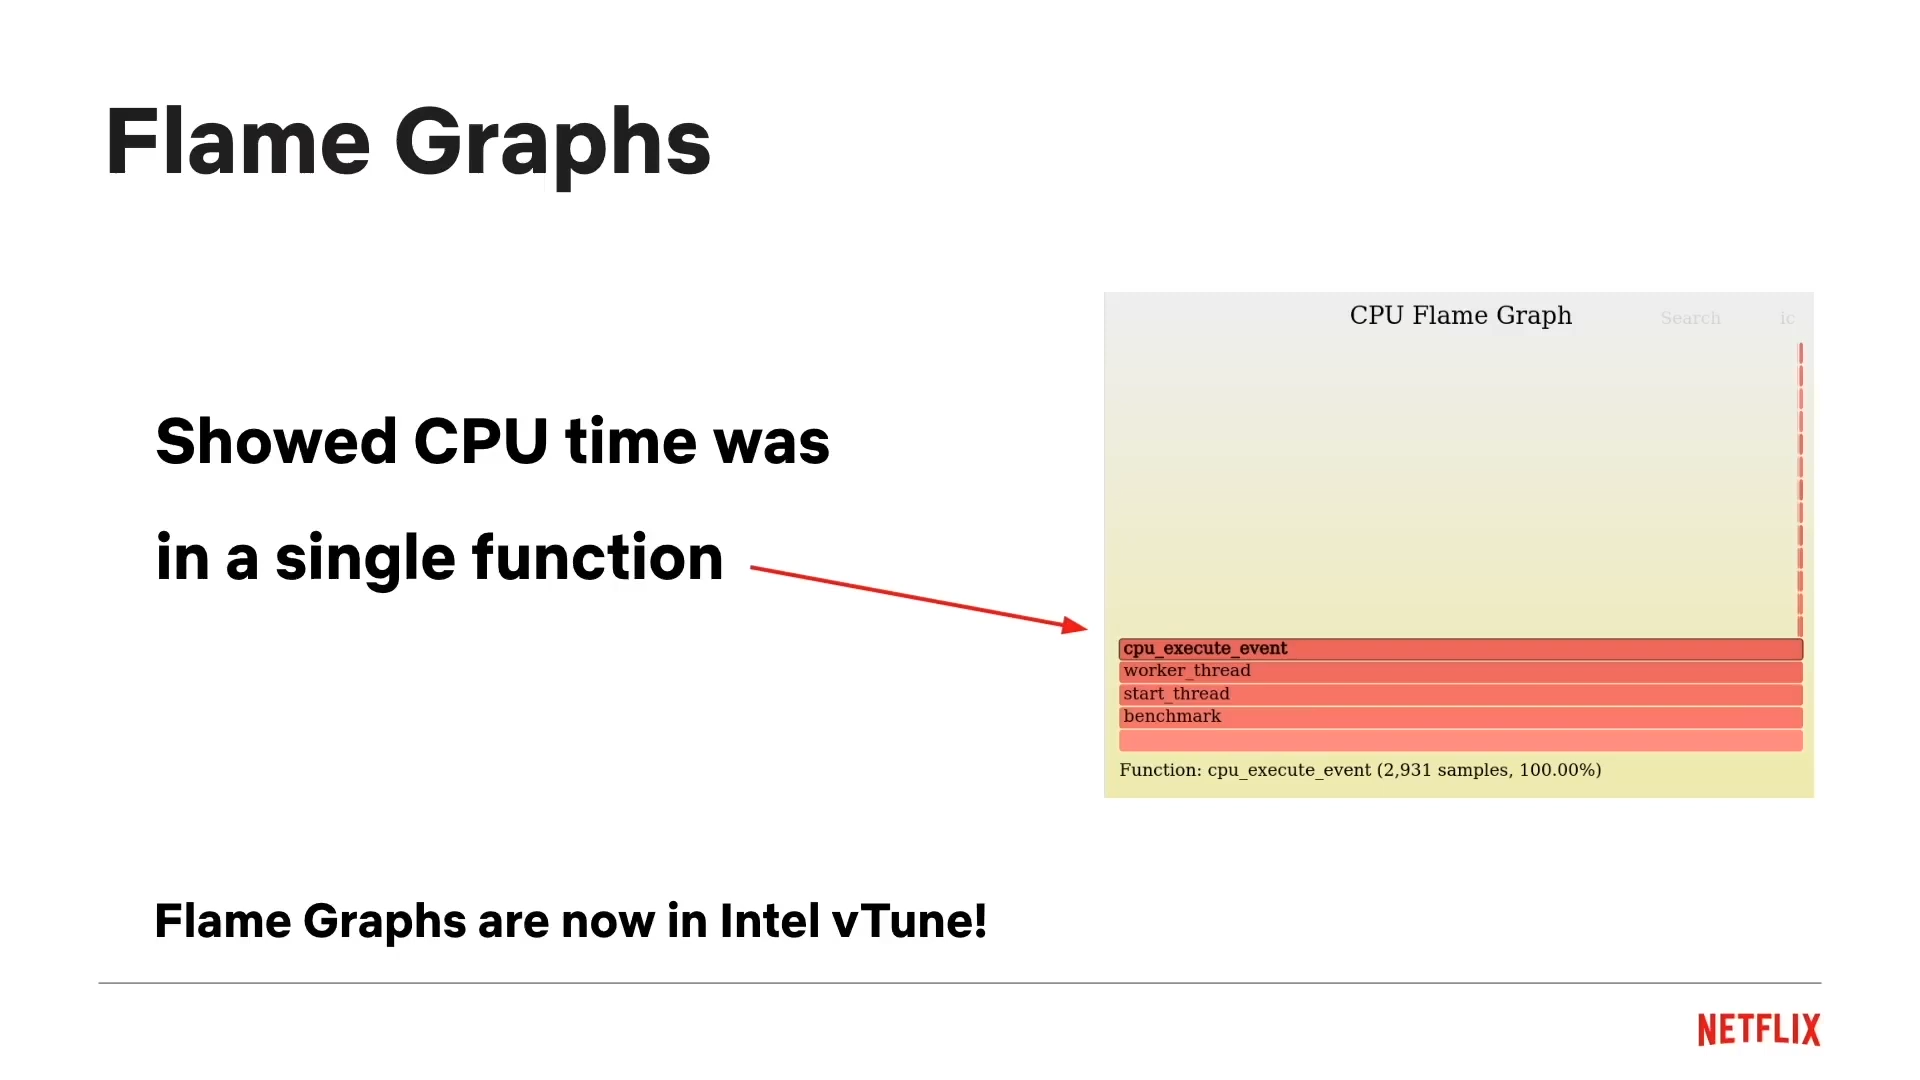 Flame Graphs
Showed CPU time was
in a single function
CPU Flame Graph
Search
ic
cpu_execute_event
worker_thread
start_thread
benchmark
Function: cpu_execute_event (2,931 samples, 100.00%)
Flame Graphs are now in Intel vTune!
NETFLIX